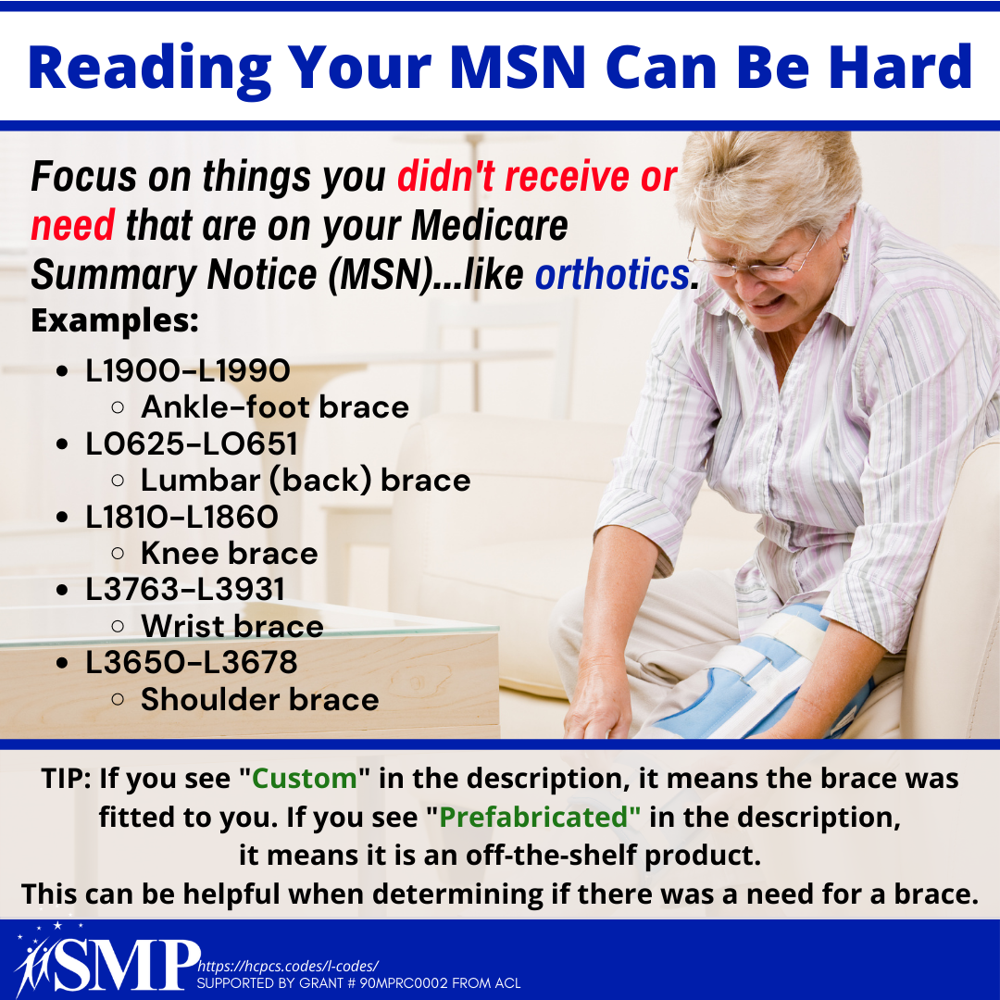 Reading Your MSN Can Be Hard
Focus on things you didn't receive or
need that are on your Medicare
Summary Notice (MSN)...like orthotics.
Examples:
• L1900-L1990
○ Ankle-foot brace
• LO625-LO651
○ Lumbar (back) brace
• L1810-L1860
○ Knee brace
• L3763-L3931
○ Wrist brace
• L3650-L3678
○ Shoulder brace
TIP: If you see "Custom" in the description, it means the brace was
fitted to you. If you see "Prefabricated" in the description,
it means it is an off-the-shelf product.
This can be helpful when determining if there was a need for a brace.
SMP
https://hcpcs.codes/l-codes/
SUPPORTED BY GRANT # 90MPRC0002 FROM ACL